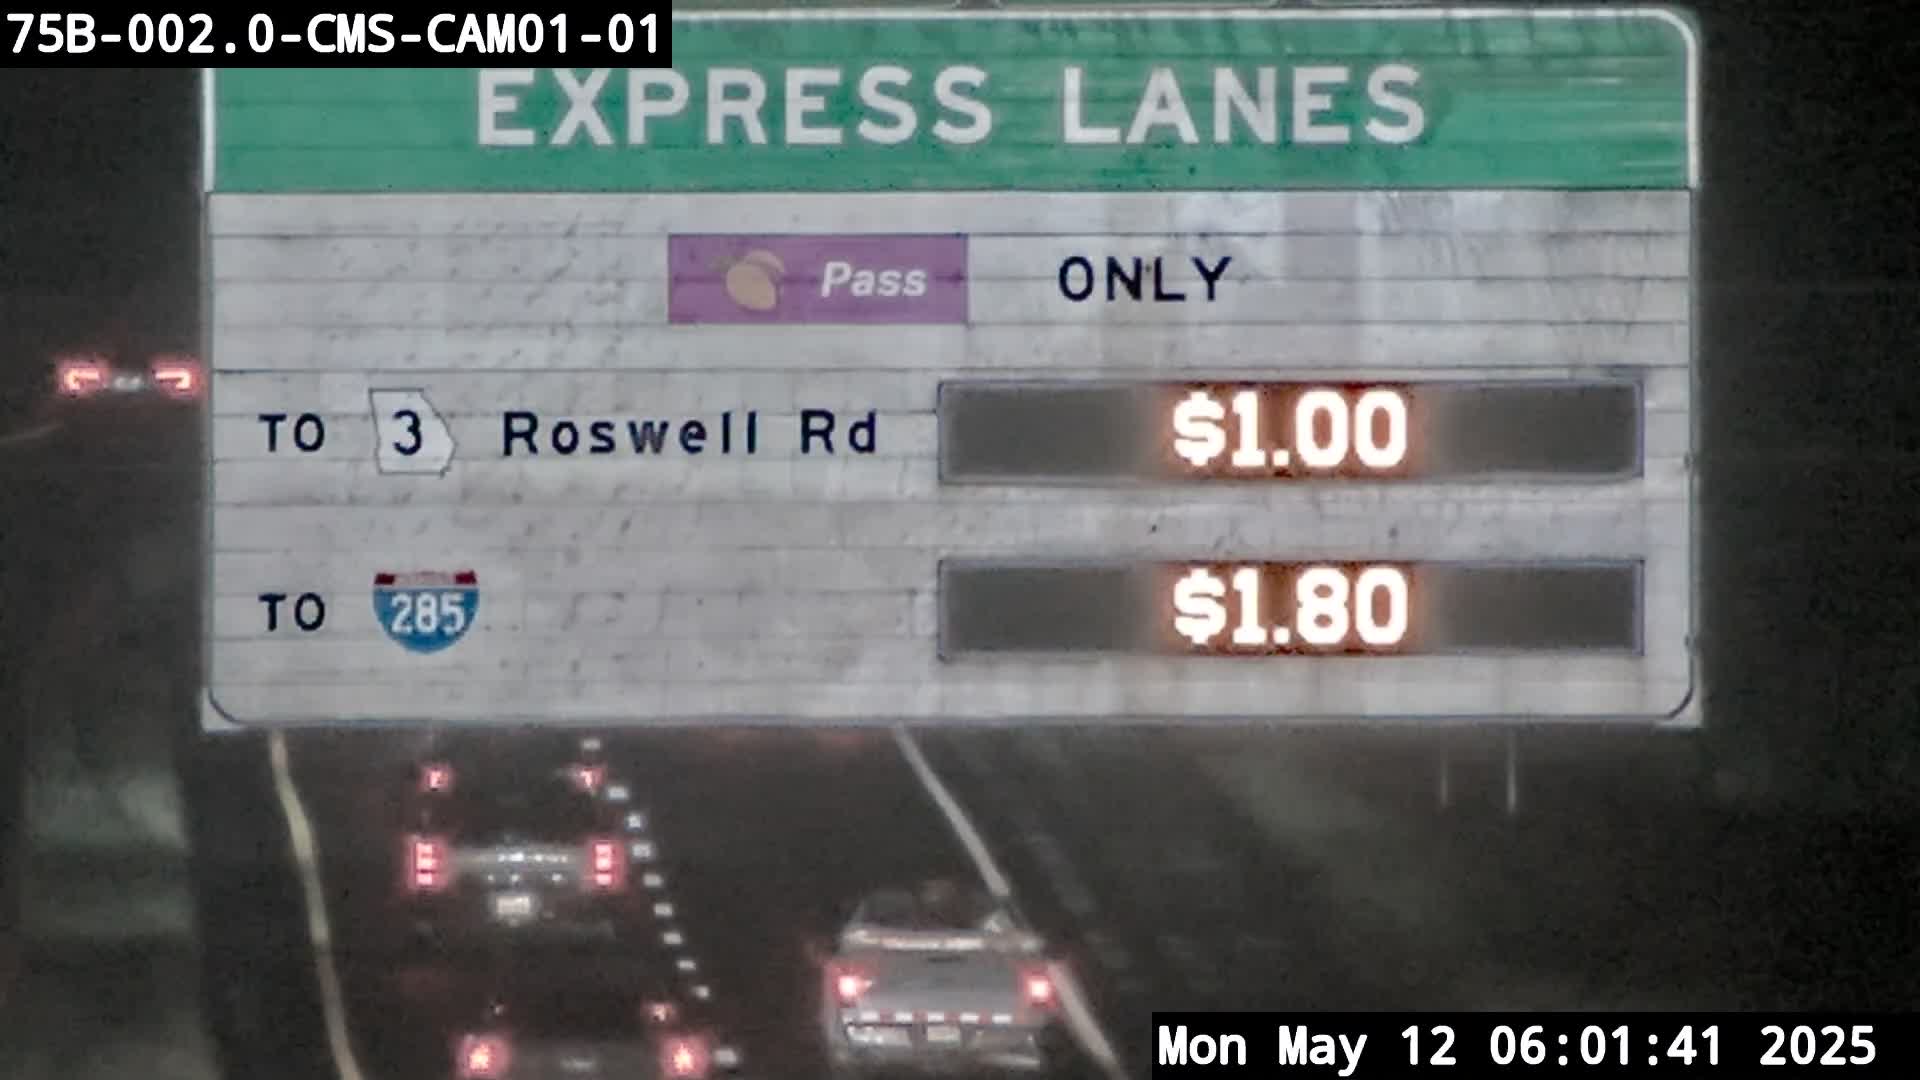 75B-002.0-CMS-CAM01-01
EXPRESS LANES
Pass ONLY
TO 3 Roswell Rd $1.00
TO 285 $1.80
Mon May 12 06:01:41 2025